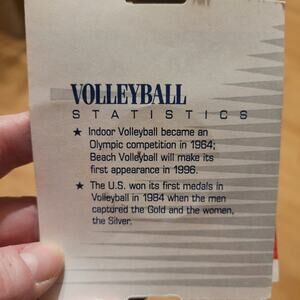 VOLLEYBALL
STATISTICS
★ Indoor Volleyball became an
Olympic competition in 1964;
Beach Volleyball will make its
first appearance in 1996.
★ The U.S. won its first medals in
Volleyball in 1984 when the men
captured the Gold and the women,
the Silver.